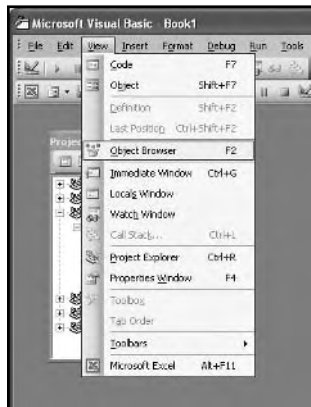 Microsoft Visual Basic - Book1
File Edit View Insert Format Debug Run Tools
Code F7
Object Shift+F7
Definition Shift+F2
Last Position Ctrl+Shift+F2
Object Browser F2
Immediate Window Ctrl+G
Locals Window
Watch Window
Call Stack... Ctrl+L
Project Explorer Ctrl+R
Properties Window F4
Toolbox
Tab Order
Toolbars
Microsoft Excel Alt+F11